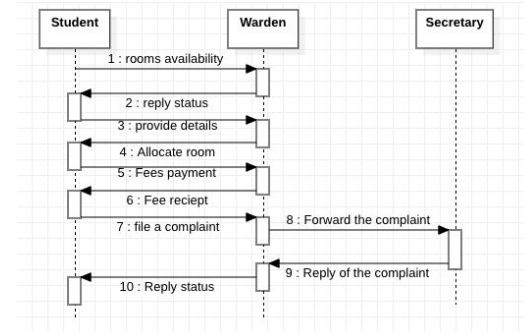 Student
Warden
Secretary
1 : rooms availability
2 : reply status
3 : provide details
4 : Allocate room
5 : Fees payment
6 : Fee reciept
7 : file a complaint
8 : Forward the complaint
9 : Reply of the complaint
10 : Reply status